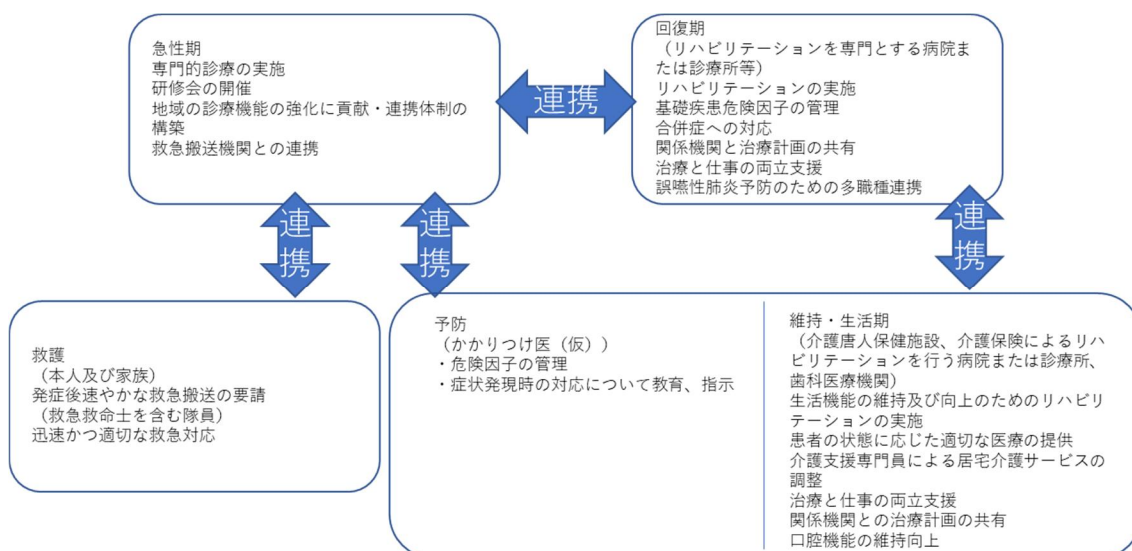 急性期
専門的診療の実施
研修会の開催
地域の診療機能の強化に貢献・連携体制の
構築
救急搬送機関との連携
連携
回復期
（リハビリテーションを専門とする病院ま
たは診療所等）
リハビリテーションの実施
基礎疾患危険因子の管理
合併症への対応
関係機関と治療計画の共有
治療と仕事の両立支援
誤嚥性肺炎予防のための多職種連携
連
携
連
携
連
携
救護
（本人及び家族）
発症後速やかな救急搬送の要請
（救急救命士を含む隊員）
迅速かつ適切な救急対応
予防
（かかりつけ医（仮））
・危険因子の管理
・症状発現時の対応について教育、指示
維持・生活期
（介護唐人保健施設、介護保険によるリハ
ビリテーションを行う病院または診療所、
歯科医療機関）
生活機能の維持及び向上のためのリハビリ
テーションの実施
患者の状態に応じた適切な医療の提供
介護支援専門員による居宅介護サービスの
調整
治療と仕事の両立支援
関係機関との治療計画の共有
口腔機能の維持向上